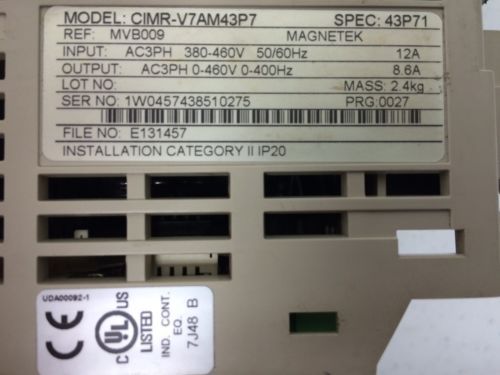 MODEL: CIMR-V7AM43P7 SPEC: 43P71
REF: MVB009 MAGNETEK
INPUT: AC3PH 380-460V 50/60Hz 12A
OUTPUT: AC3PH 0-460V 0-400Hz 8.6A
LOT NO: MASS: 2.4kg
SER NO: 1W0457438510275 PRG:0027
FILE NO: E131457
INSTALLATION CATEGORY II IP20
UDA00092-1
CE
C UL US
LISTED
IND. CONT.
EQ.
7J48 B